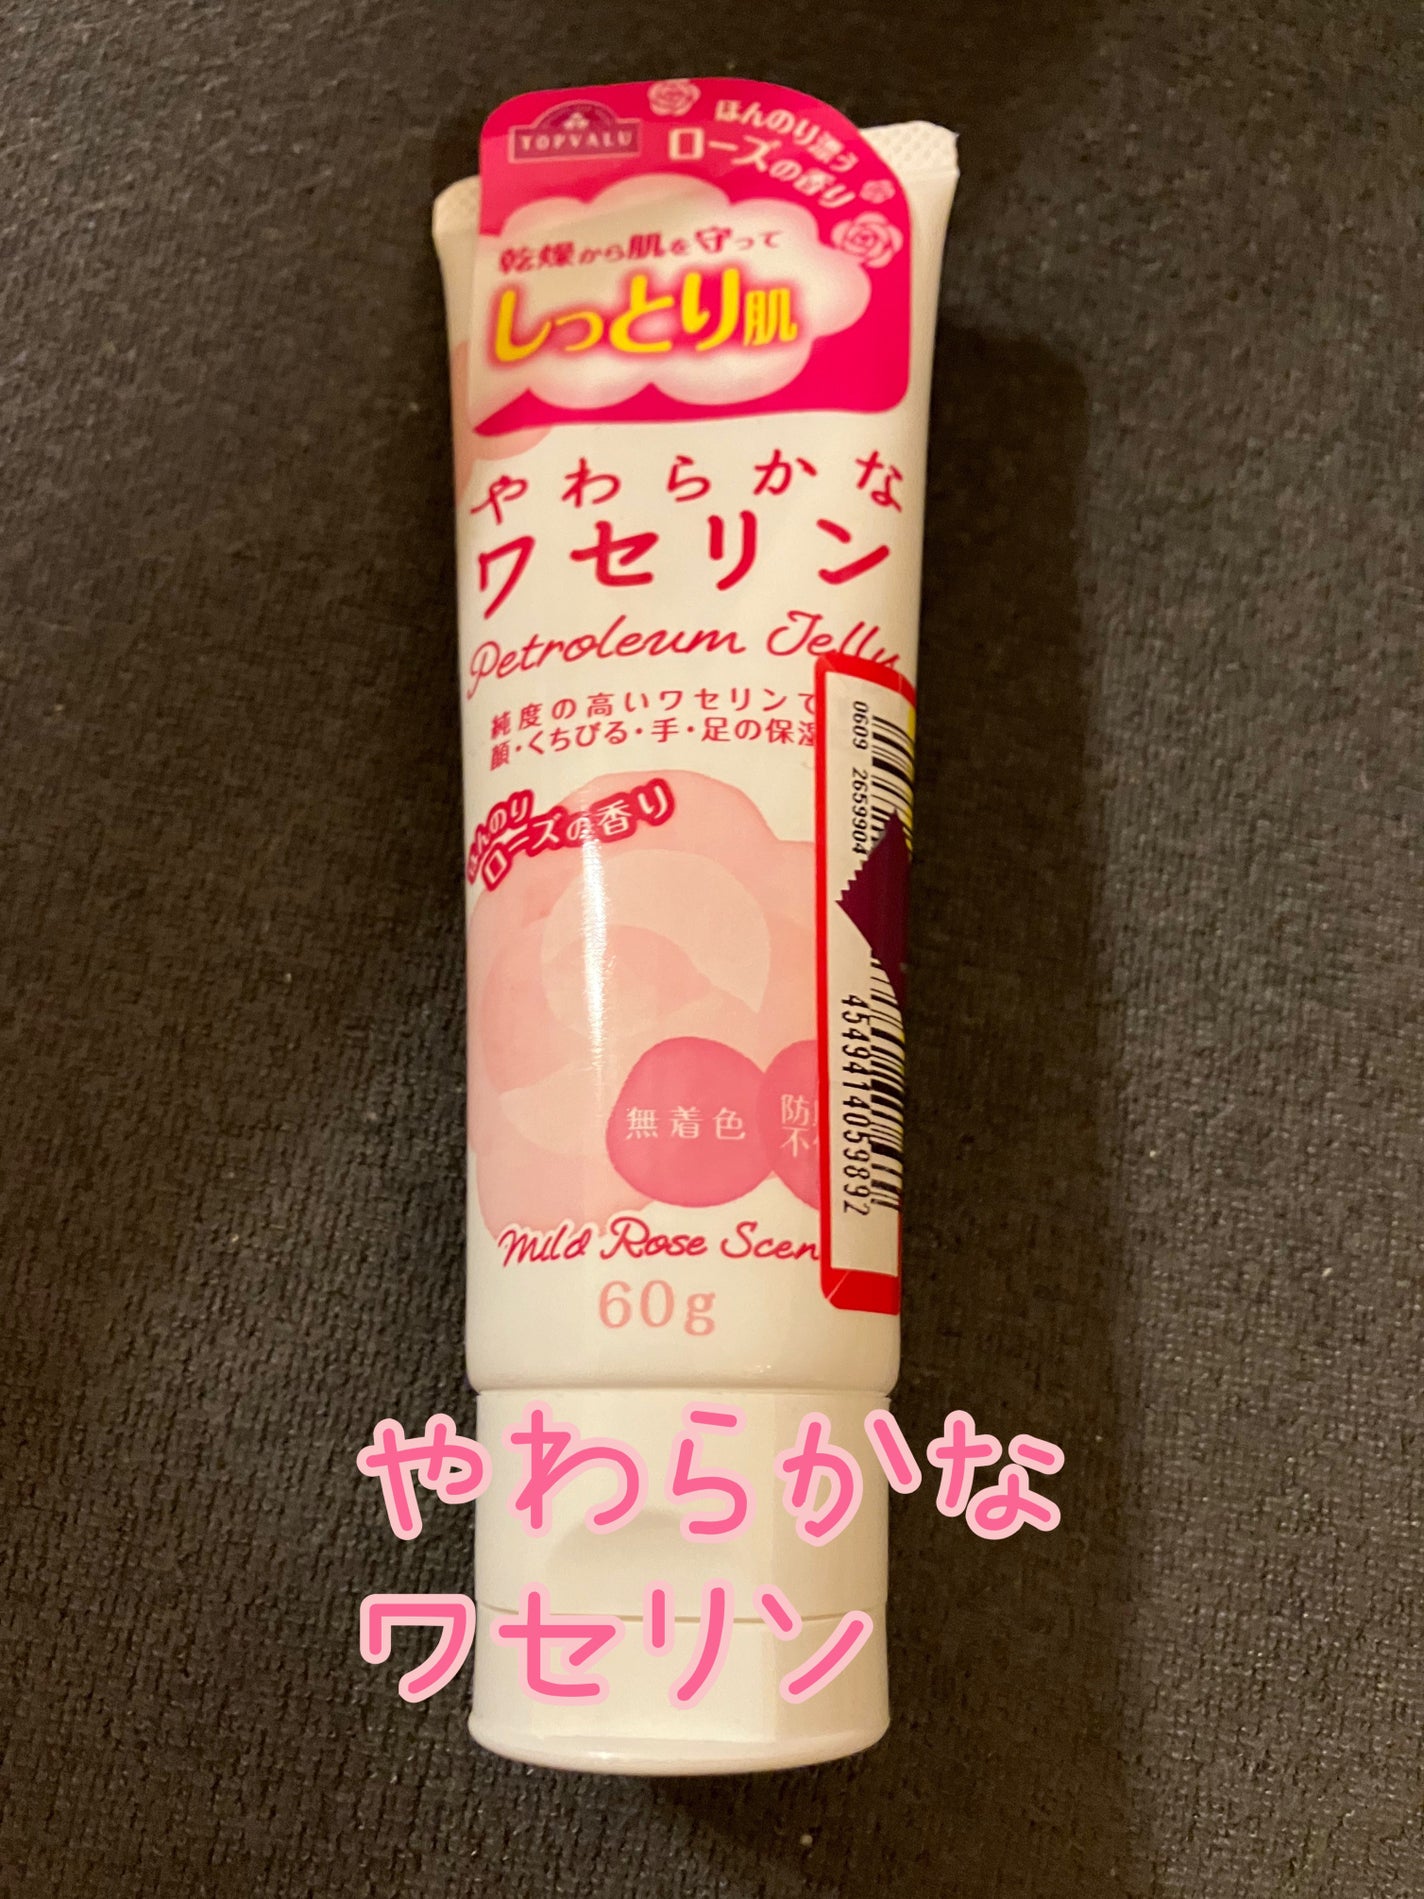 TOPVALU
ほんのり漂う
ローズの香り
乾燥から肌を守って
しっとり肌
やわらかな
ワセリン
Petroleum Jelly
純度の高いワセリンで
顔・くちびる・手・足の保湿
ほんのり
ローズの香り
無着色
防
不
Mild Rose Scen
60g
0609 2659904
4549414059892
やわらかな
ワセリン